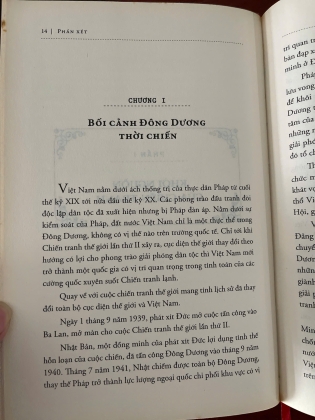 14 | PHÁN XÉT
CHƯƠNG I
BỐI CẢNH ĐÔNG DƯƠNG
THỜI CHIẾN
Việt Nam nằm dưới ách thống trị của thực dân Pháp từ cuối
thế kỷ XIX tới nửa đầu thế kỷ XX. Các phong trào đấu tranh đòi
độc lập dân tộc đã xuất hiện nhưng bị Pháp đàn áp. Nằm dưới sự
kiểm soát của Pháp, đất nước Việt Nam chỉ là một thực thể trong
Đông Dương, không có vị thế nào trên trường quốc tế. Chỉ tới khi
Chiến tranh thế giới lần thứ II xảy ra, cục diện thế giới thay đổi theo
hướng có lợi cho phong trào giải phóng dân tộc thì Việt Nam mới
trở thành một quốc gia có vị trí quan trọng trong tính toán của các
cường quốc xuyên suốt Chiến tranh lạnh.
Quay về với cuộc chiến tranh thế giới mang tính lịch sử đã thay
đổi toàn bộ cục diện thế giới và Việt Nam.
Ngày 1 tháng 9 năm 1939, phát xít Đức mở cuộc tấn công vào
Ba Lan, mở màn cho cuộc Chiến tranh thế giới lần thứ II.
Nhật Bản, một đồng minh của phát xít Đức lợi dụng tình thế
hỗn loạn của cuộc chiến, đã tấn công Đông Dương vào tháng 9 năm
1940. Tháng 7 năm 1941, Nhật chiếm được toàn bộ Đông Dương,
thay thế Pháp trở thành lực lượng ngoại quốc chi phối khu vực có vị